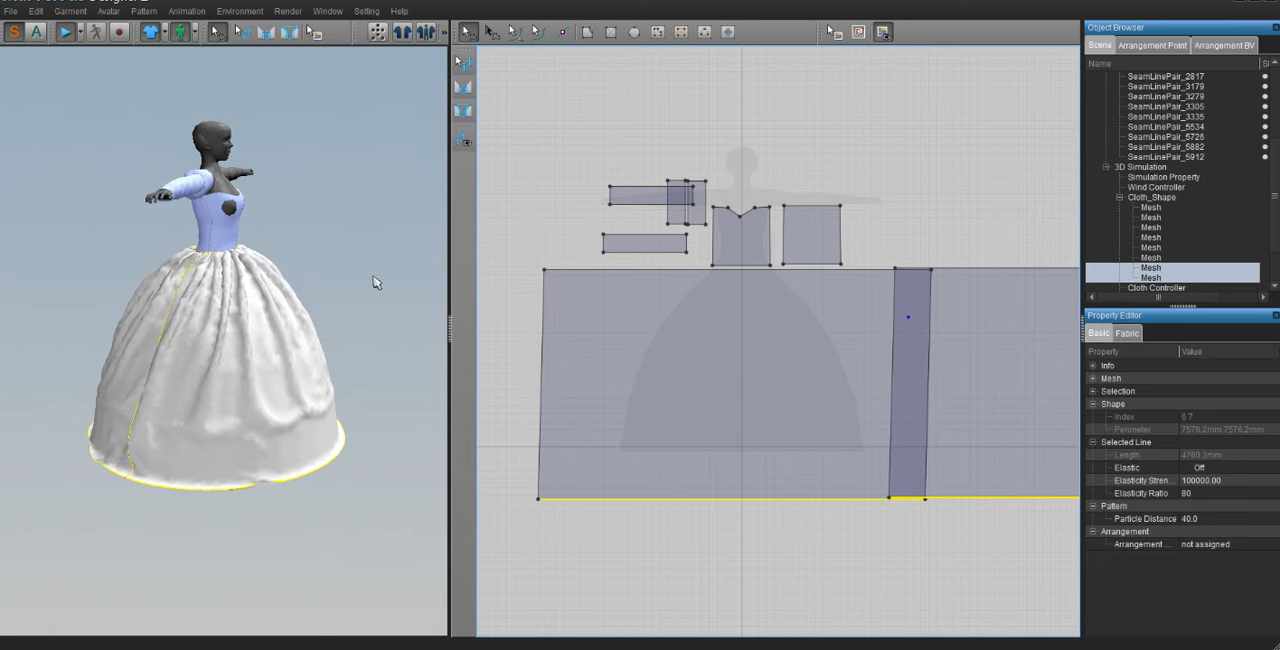 File Edit Garment Avatar Pattern Animation Environment Render Window Setting Help
S A
Object Browser
Scene Arrangement Point Arrangement BV
Name
SeamLinePair_2817
SeamLinePair_3179
SeamLinePair_3279
SeamLinePair_3305
SeamLinePair_3335
SeamLinePair_5534
SeamLinePair_5726
SeamLinePair_5882
SeamLinePair_5912
3D Simulation
Simulation Property
Wind Controller
Cloth_Shape
Mesh
Mesh
Mesh
Mesh
Mesh
Mesh
Mesh
Mesh
Cloth Controller
Property Editor
Basic Fabric
Property Value
Info
Mesh
Selection
Shape
Index 6 7
Perimeter 7576.2mm 7576.2mm
Selected Line
Length 4760.3mm
Elastic Off
Elasticity Stren... 100000.00
Elasticity Ratio 80
Pattern
Particle Distance 40.0
Arrangement
Arrangement ... not assigned